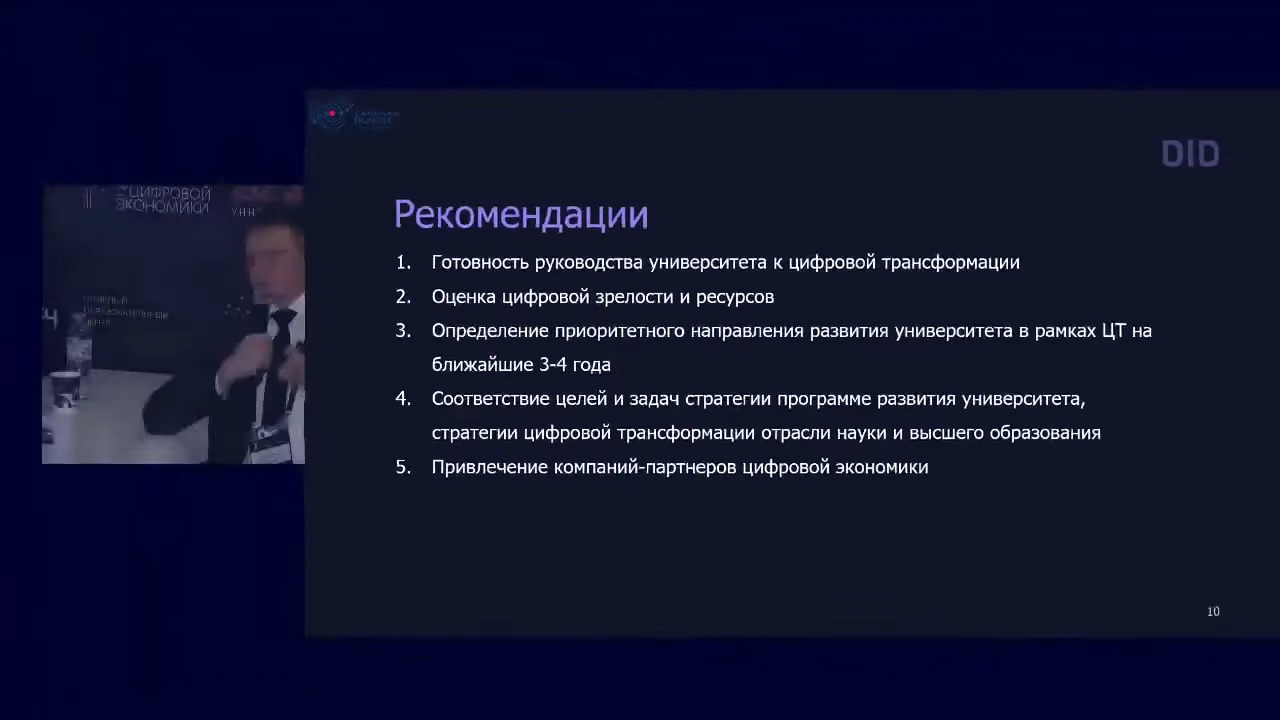 DID
ЦИФРОВОЙ
ЭКОНОМИКИ
Рекомендации
1. Готовность руководства университета к цифровой трансформации
2. Оценка цифровой зрелости и ресурсов
3. Определение приоритетного направления развития университета в рамках ЦТ на
ближайшие 3-4 года
4. Соответствие целей и задач стратегии программе развития университета,
стратегии цифровой трансформации отрасли науки и высшего образования
5. Привлечение компаний-партнеров цифровой экономики
10